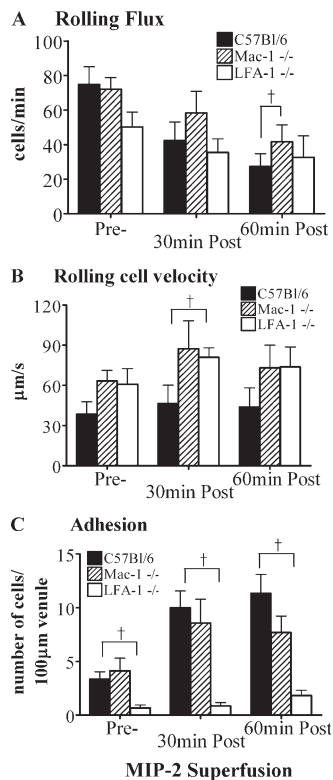 A Rolling Flux
C57Bl/6
Mac-1 -/-
LFA-1 -/-
cells/min
100
80
60
40
20
0
†
Pre-
30min Post
60min Post
B Rolling cell velocity
C57Bl/6
Mac-1 -/-
LFA-1 -/-
µm/s
120
90
60
30
0
†
Pre-
30min Post
60min Post
C Adhesion
C57Bl/6
Mac-1 -/-
LFA-1 -/-
number of cells/
100µm venule
15
10
5
0
†
†
†
Pre-
30min Post
60min Post
MIP-2 Superfusion